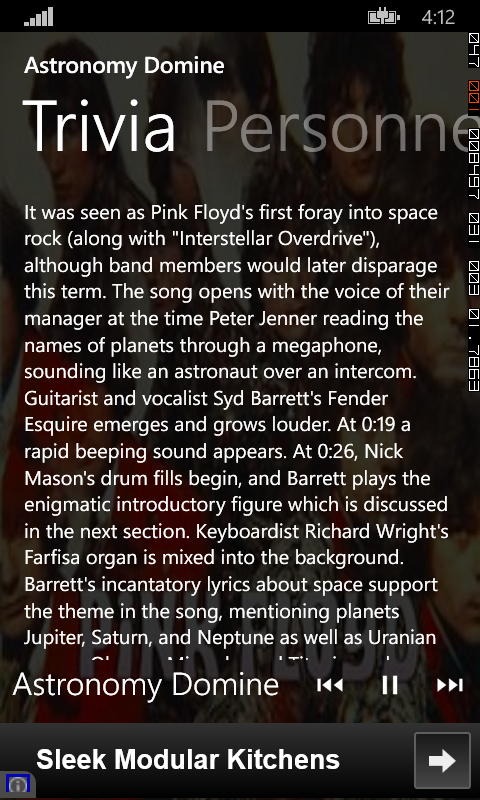 4:12
Astronomy Domine
Trivia Personne
It was seen as Pink Floyd's first foray into space
rock (along with "Interstellar Overdrive"),
although band members would later disparage
this term. The song opens with the voice of their
manager at the time Peter Jenner reading the
names of planets through a megaphone,
sounding like an astronaut over an intercom.
Guitarist and vocalist Syd Barrett's Fender
Esquire emerges and grows louder. At 0:19 a
rapid beeping sound appears. At 0:26, Nick
Mason's drum fills begin, and Barrett plays the
enigmatic introductory figure which is discussed
in the next section. Keyboardist Richard Wright's
Farfisa organ is mixed into the background.
Barrett's incantatory lyrics about space support
the theme in the song, mentioning planets
Jupiter, Saturn, and Neptune as well as Uranian
PINK FLOYD
Astronomy Domine
Sleek Modular Kitchens